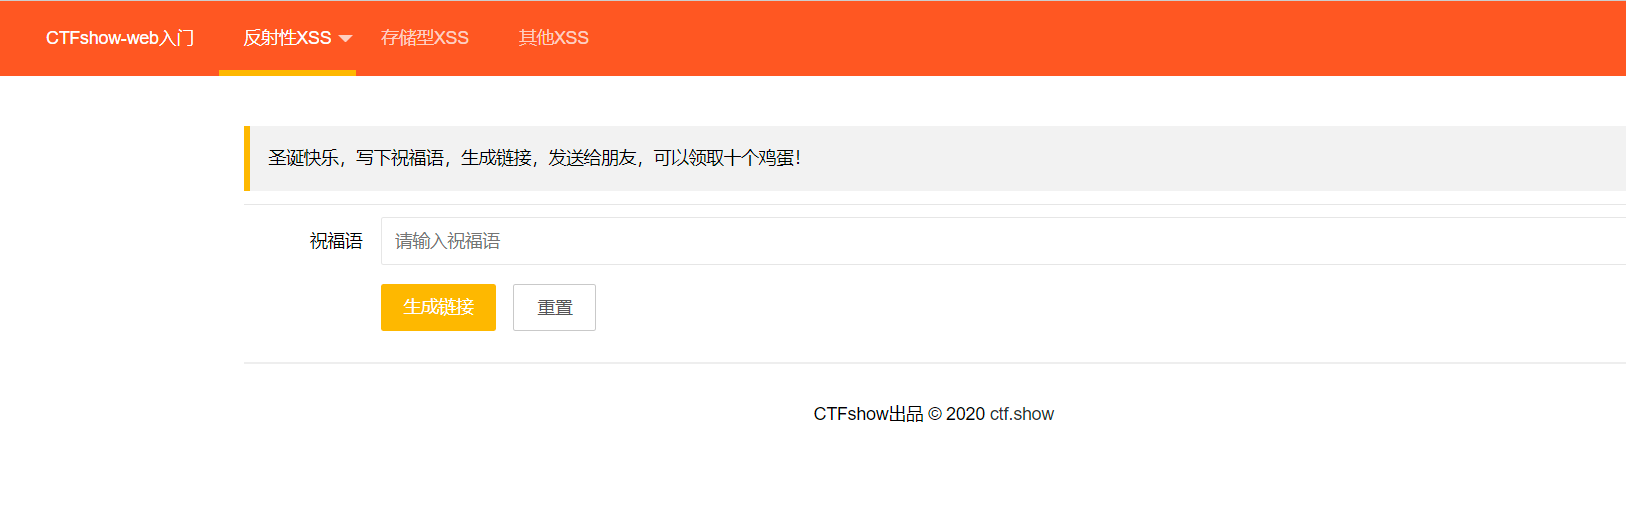 CTFshow-web入门 反射性XSS 存储型XSS 其他XSS
圣诞快乐，写下祝福语，生成链接，发送给朋友，可以领取十个鸡蛋！
祝福语 请输入祝福语
生成链接 重置
CTFshow出品 © 2020 ctf.show